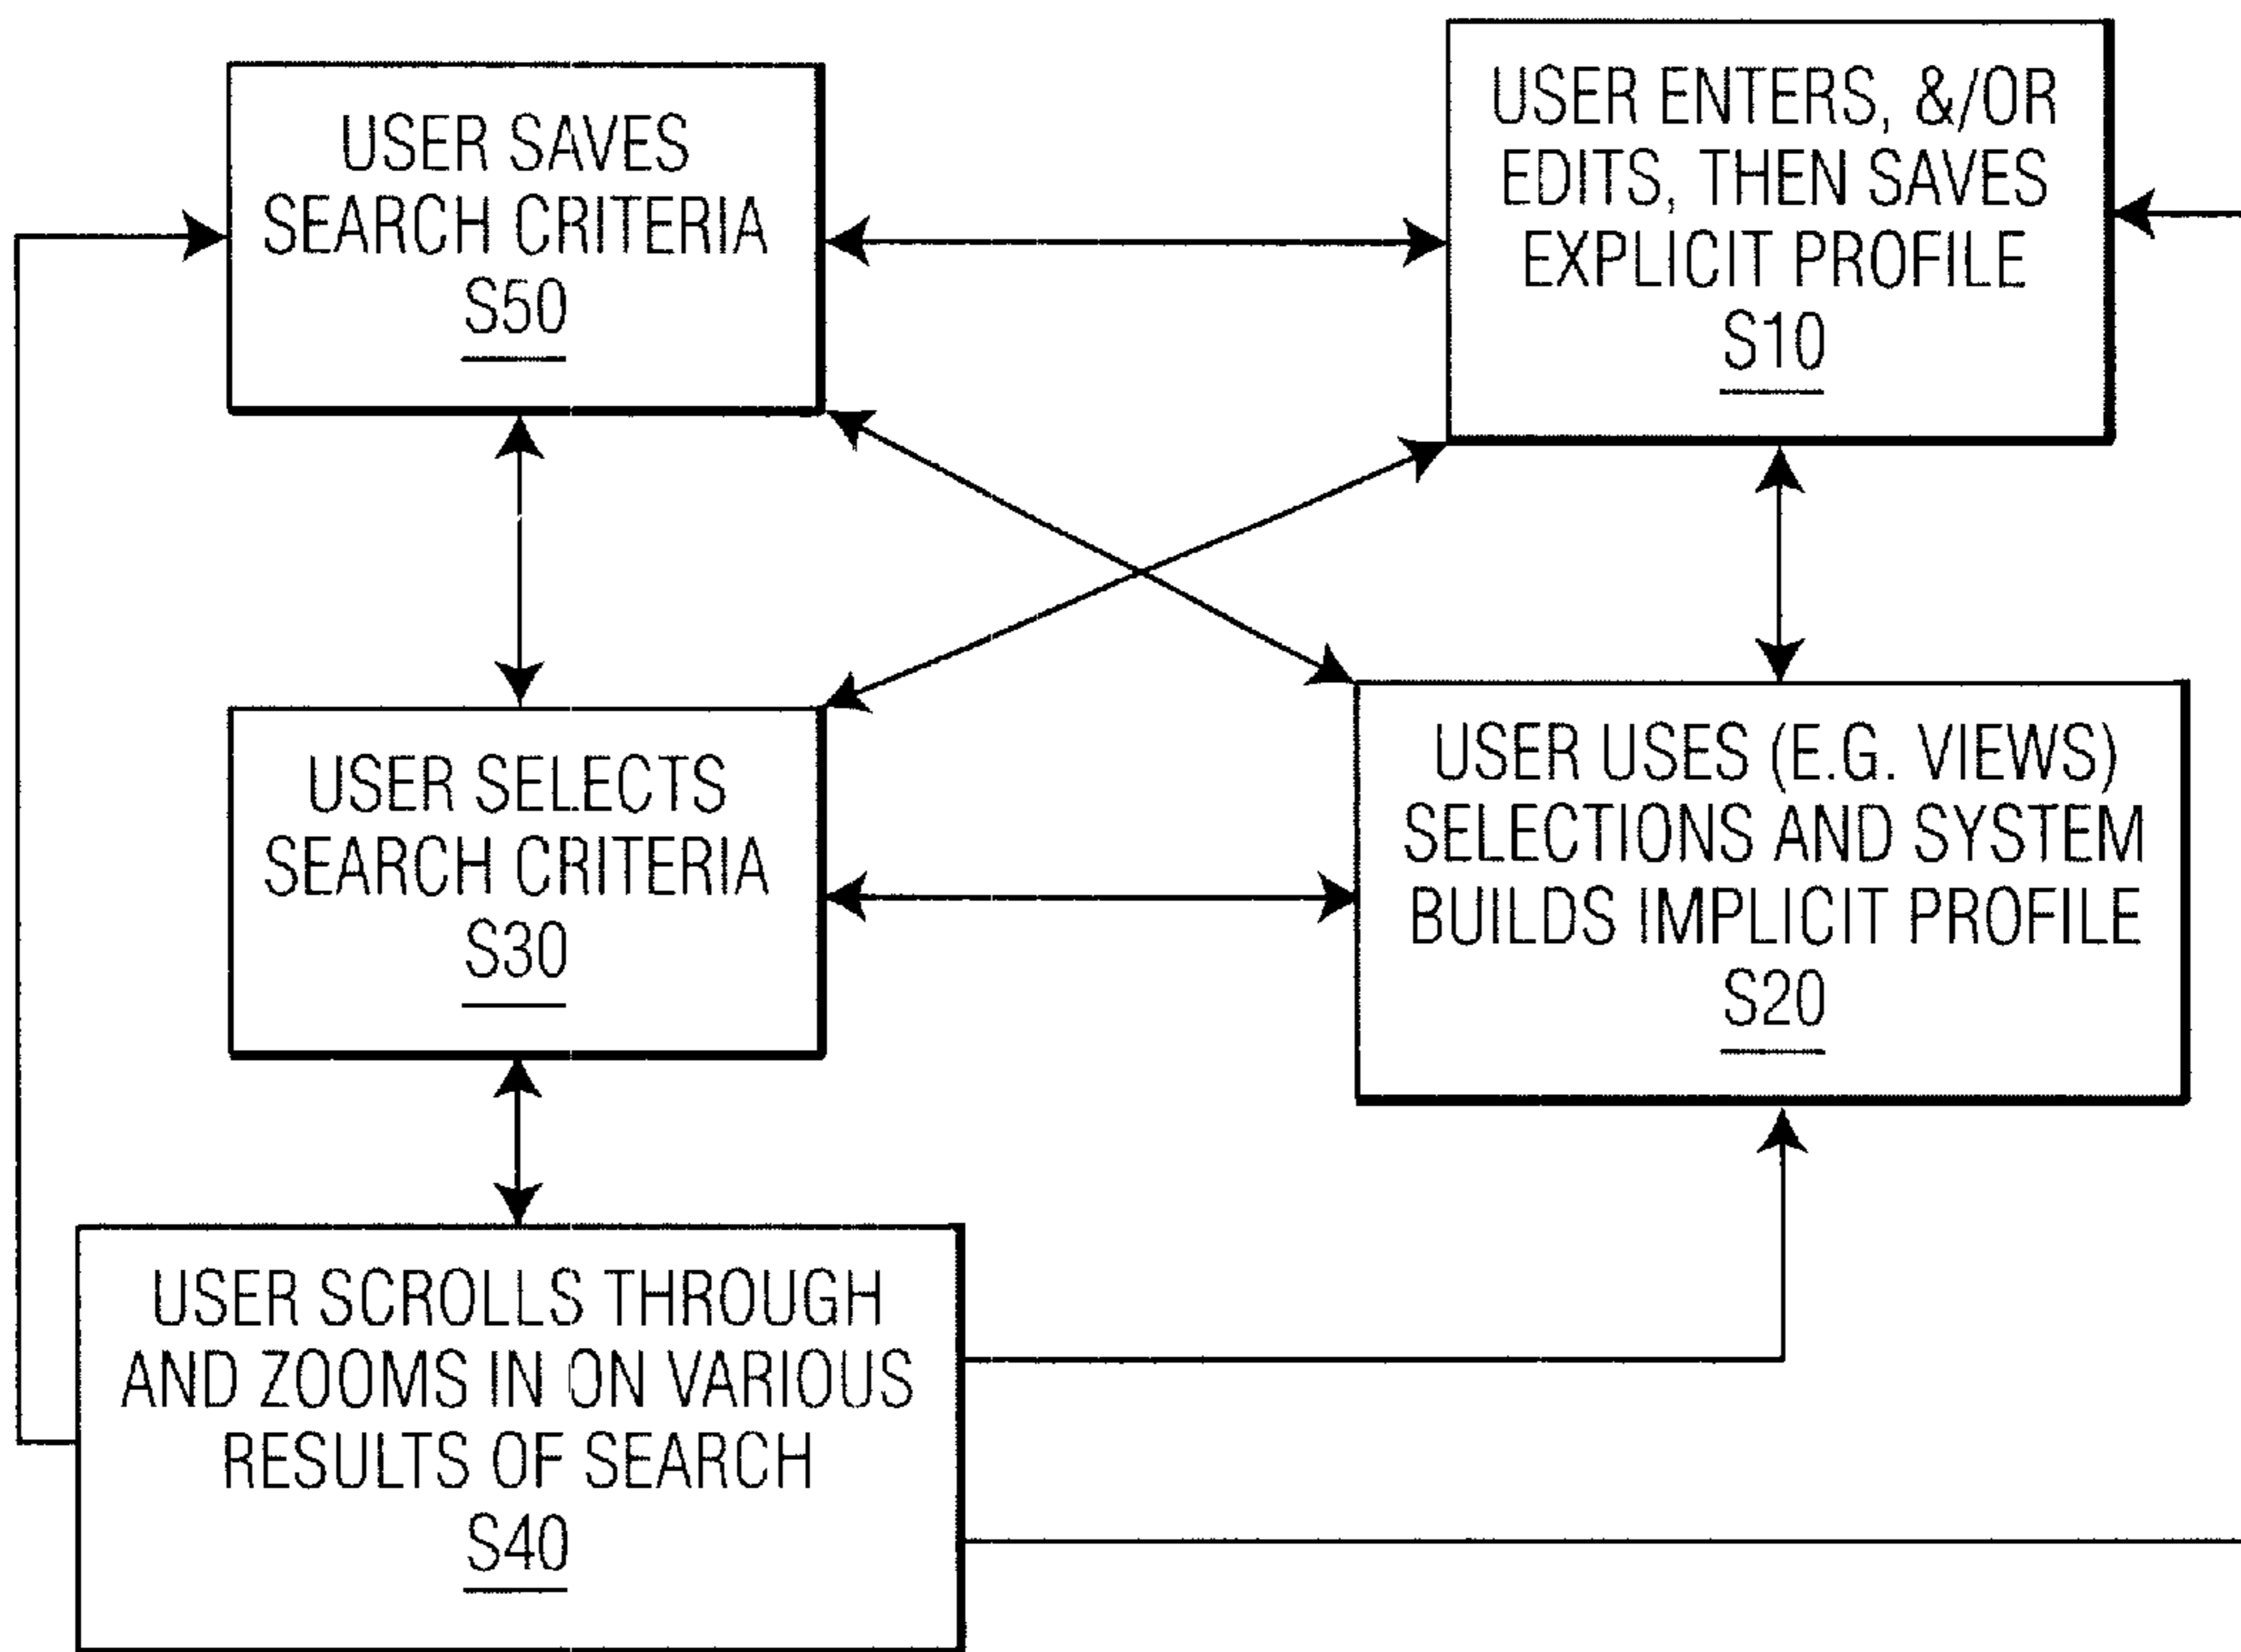 USER SAVES
SEARCH CRITERIA
S50
USER ENTERS, &/OR
EDITS, THEN SAVES
EXPLICIT PROFILE
S10
USER SELECTS
SEARCH CRITERIA
S30
USER USES (E.G. VIEWS)
SELECTIONS AND SYSTEM
BUILDS IMPLICIT PROFILE
S20
USER SCROLLS THROUGH
AND ZOOMS IN ON VARIOUS
RESULTS OF SEARCH
S40